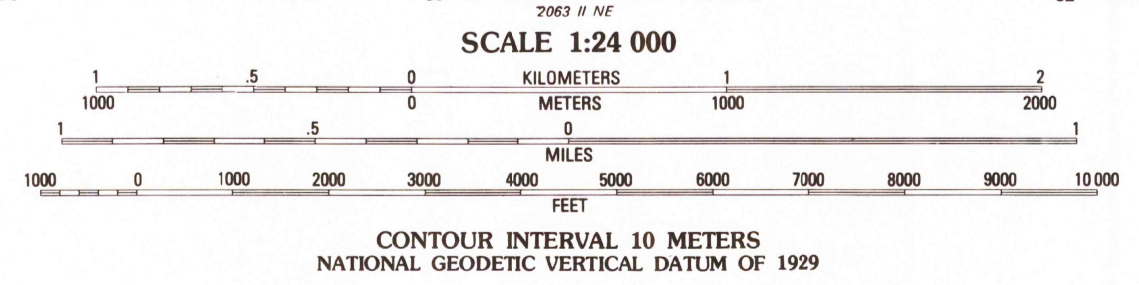 2063 II NE
SCALE 1:24 000
1 .5 0 KILOMETERS 1 2
1000 0 METERS 1000 2000
1 .5 0 1
MILES
1000 0 1000 2000 3000 4000 5000 6000 7000 8000 9000 10 000
FEET
CONTOUR INTERVAL 10 METERS
NATIONAL GEODETIC VERTICAL DATUM OF 1929